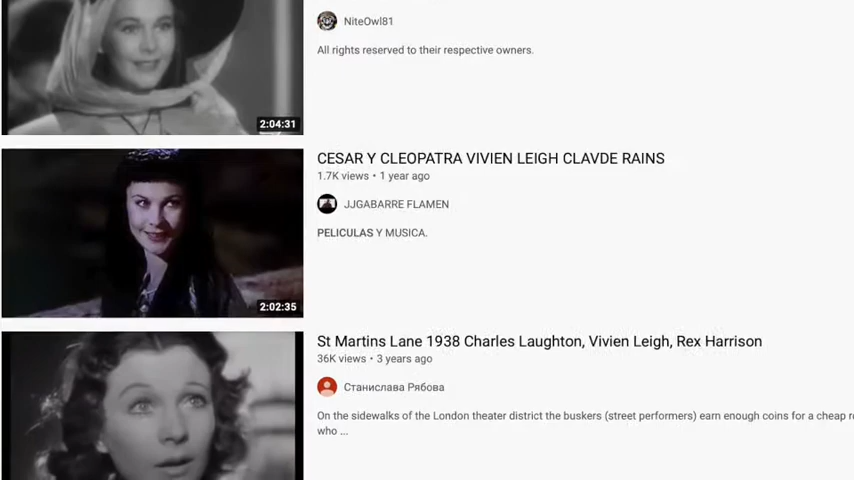 NiteOwl81
All rights reserved to their respective owners.
2:04:31
CESAR Y CLEOPATRA VIVIEN LEIGH CLAVDE RAINS
1.7K views • 1 year ago
JJGABARRE FLAMEN
PELICULAS Y MUSICA.
2:02:35
St Martins Lane 1938 Charles Laughton, Vivien Leigh, Rex Harrison
36K views • 3 years ago
Станислава Рябова
On the sidewalks of the London theater district the buskers (street performers) earn enough coins for a cheap
who ...